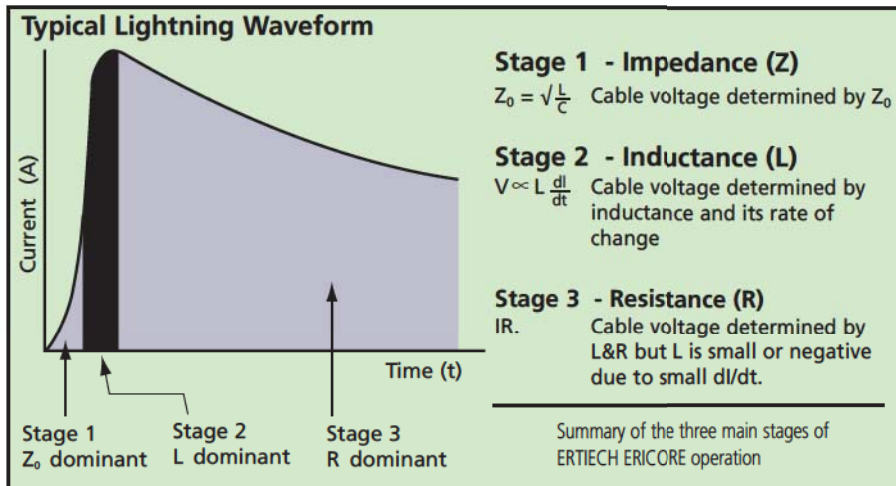 Typical Lightning Waveform
Current (A)
Time (t)
Stage 1
Z₀ dominant
Stage 2
L dominant
Stage 3
R dominant
Stage 1 - Impedance (Z)
Z₀ = √L/C Cable voltage determined by Z₀
Stage 2 - Inductance (L)
V∝ L dI/dt Cable voltage determined by
inductance and its rate of
change
Stage 3 - Resistance (R)
IR. Cable voltage determined by
L&R but L is small or negative
due to small dI/dt.
Summary of the three main stages of
ERTIECH ERICORE operation